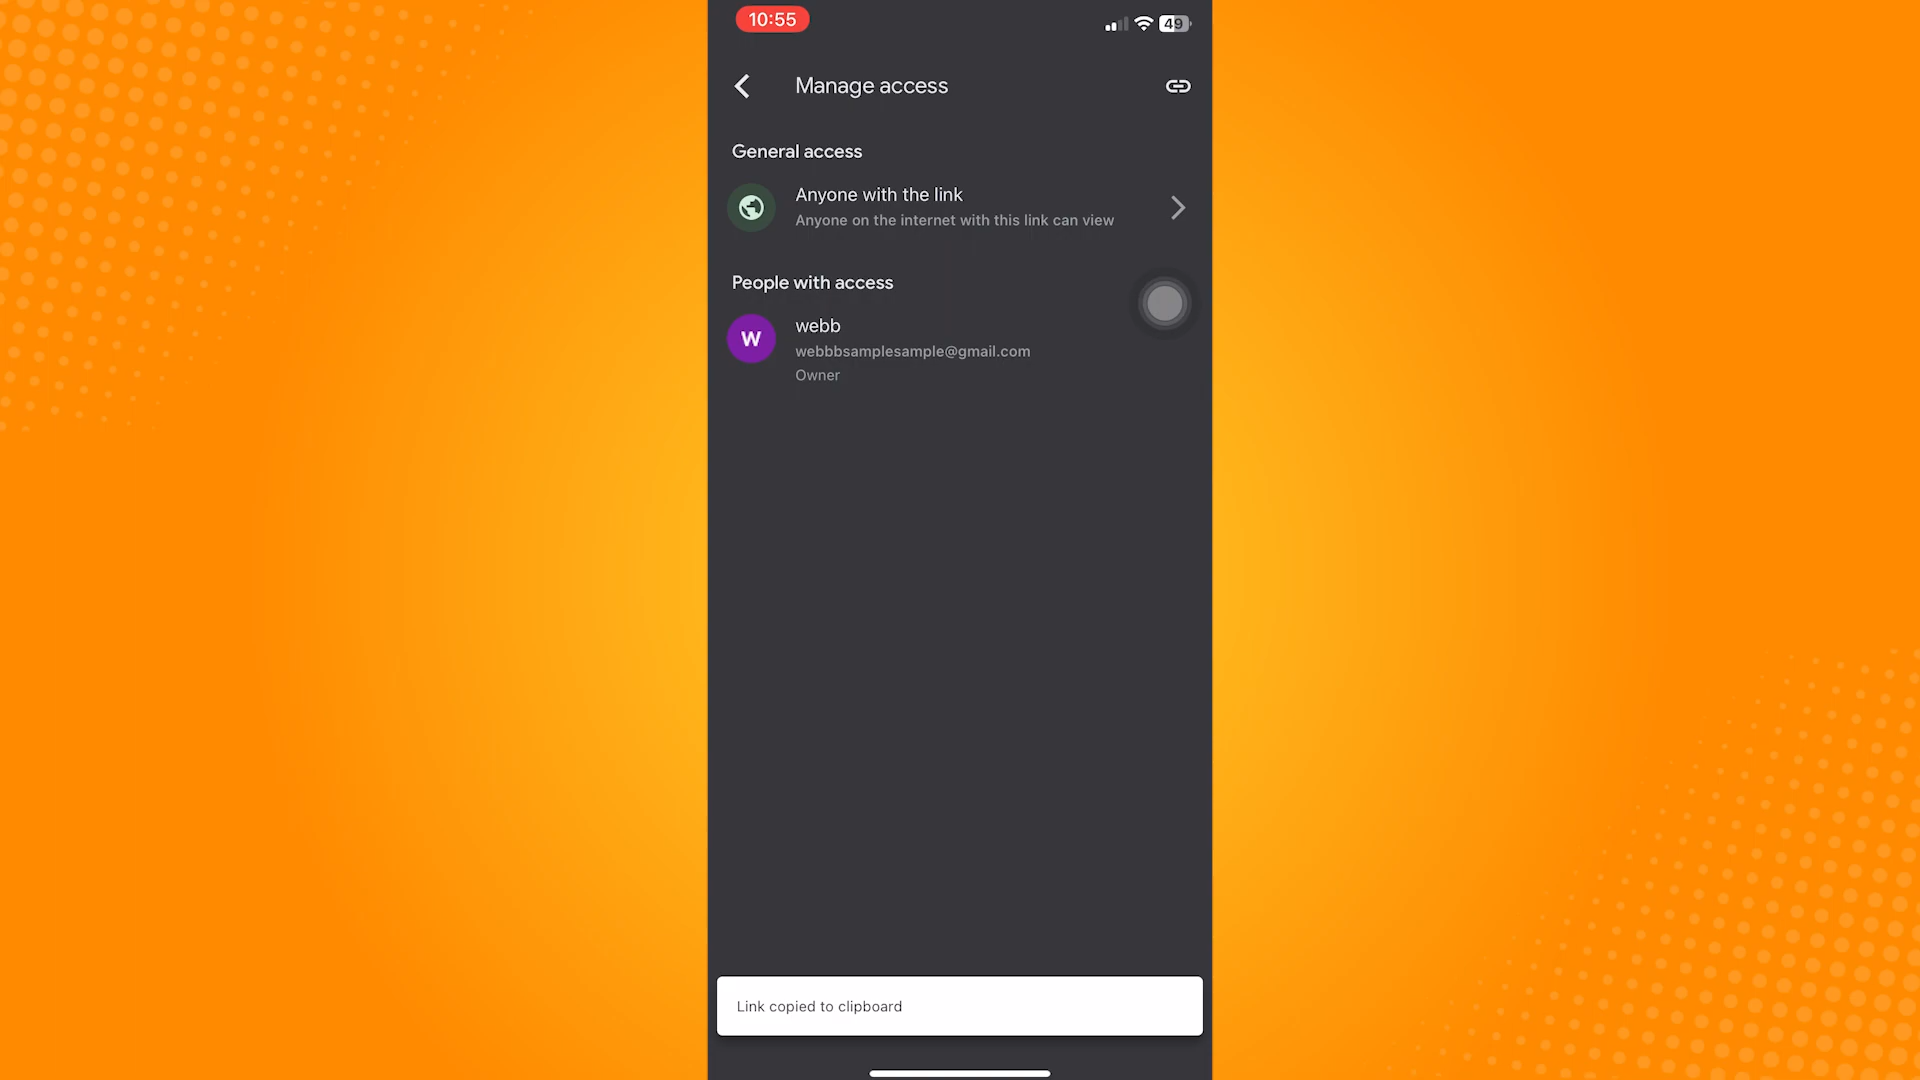 10:55
49
Manage access
General access
Anyone with the link
Anyone on the internet with this link can view
People with access
W
webb
webbbsamplesample@gmail.com
Owner
Link copied to clipboard